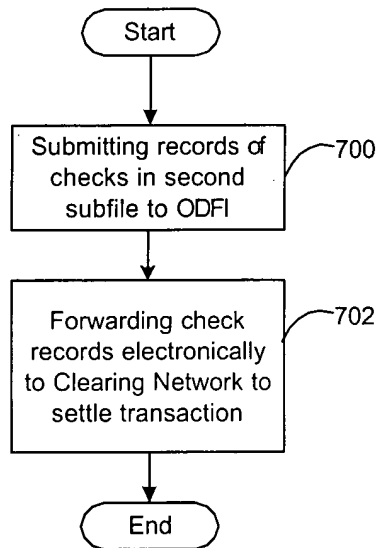 Start
Submitting records of
checks in second
subfile to ODFI
700
Forwarding check
records electronically
to Clearing Network to
settle transaction
702
End